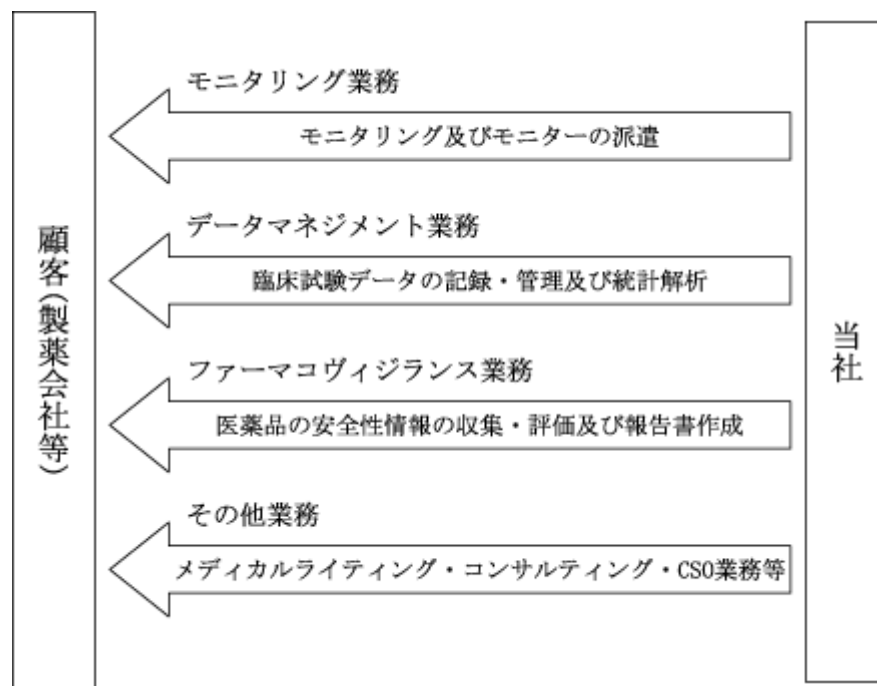 モニタリング業務
モニタリング及びモニターの派遣
データマネジメント業務
臨床試験データの記録・管理及び統計解析
ファーマコヴィジランス業務
医薬品の安全性情報の収集・評価及び報告書作成
その他業務
メディカルライティング・コンサルティング・CSO業務等
顧客(製薬会社等)
当社